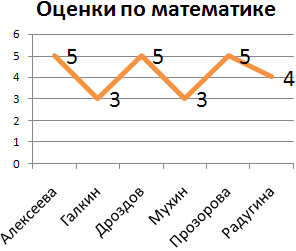 Оценки по математике
6
5
4
3
2
1
0
5
3
5
3
5
4
Алексеева
Галкин
Дроздов
Мухин
Прозорова
Радугина